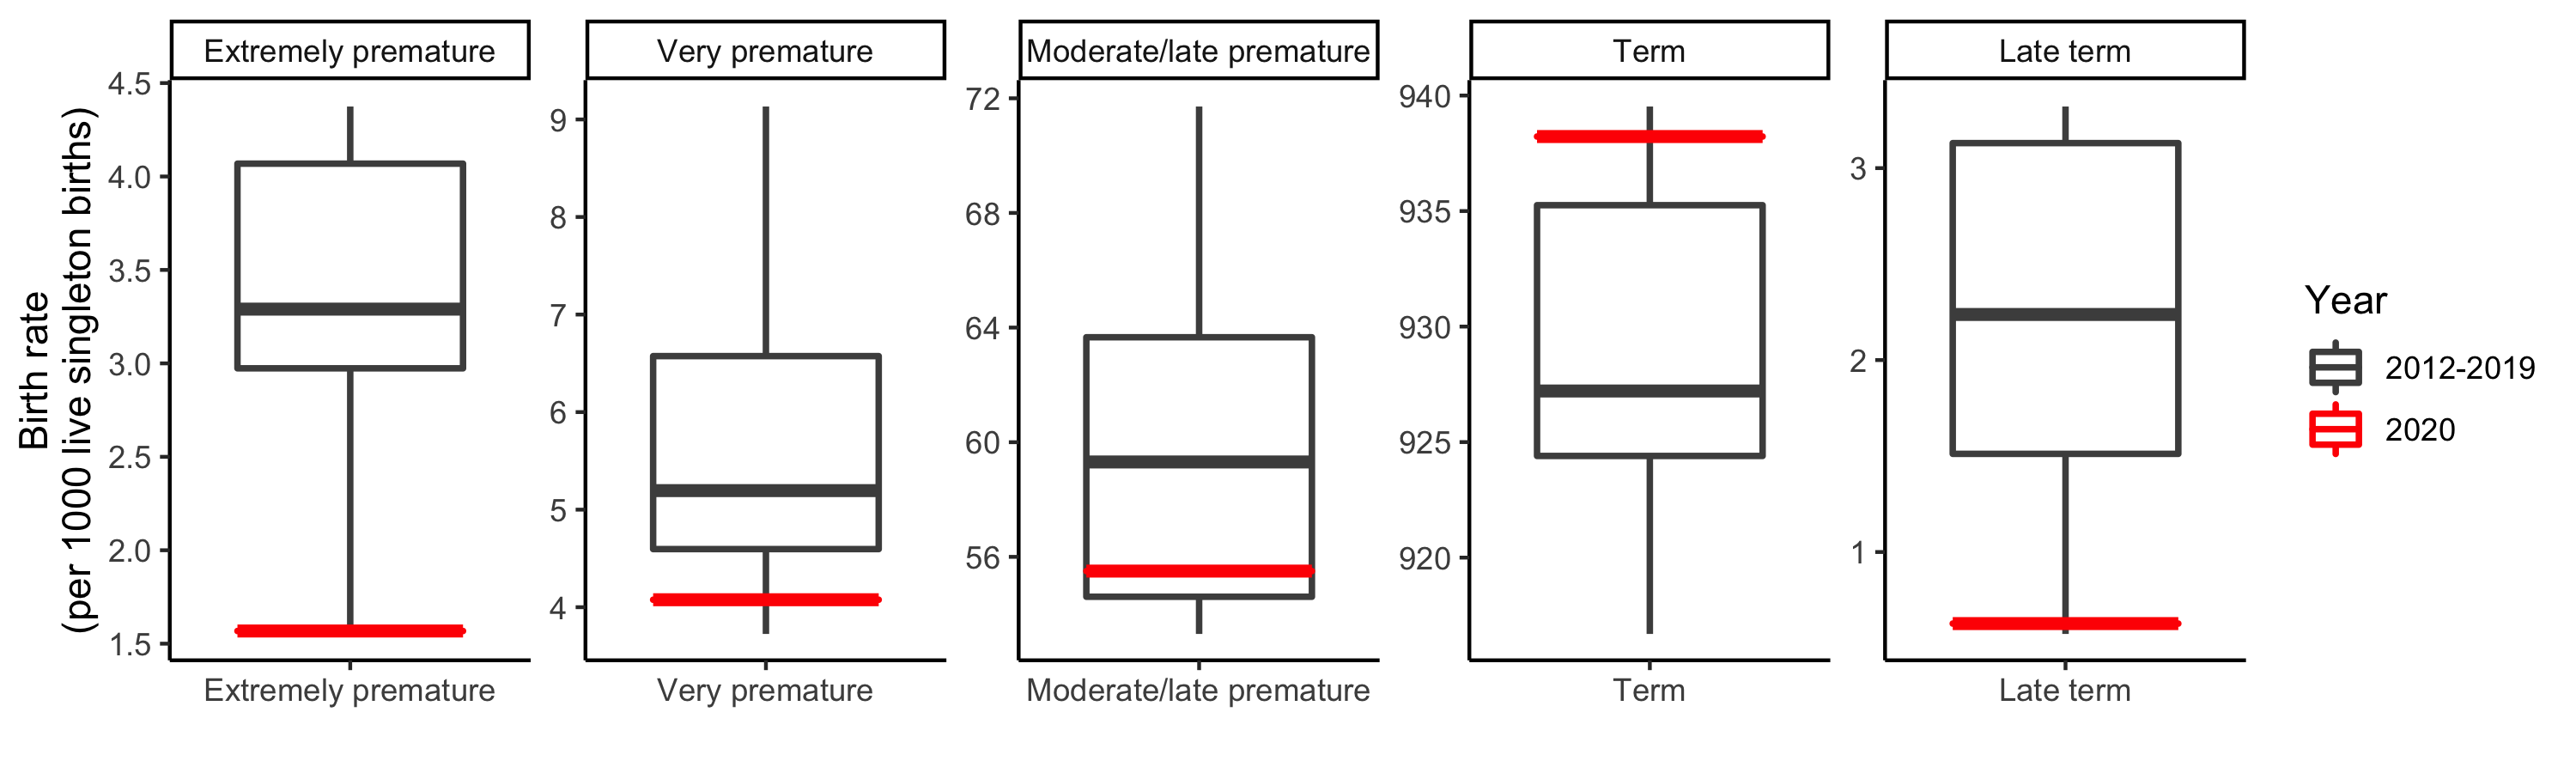 Extremely premature
Very premature
Moderate/late premature
Term
Late term
Birth rate
(per 1000 live singleton births)
4.5
4.0
3.5
3.0
2.5
2.0
1.5
9
8
7
6
5
4
72
68
64
60
56
940
935
930
925
920
3
2
1
Extremely premature
Very premature
Moderate/late premature
Term
Late term
Year
2012-2019
2020